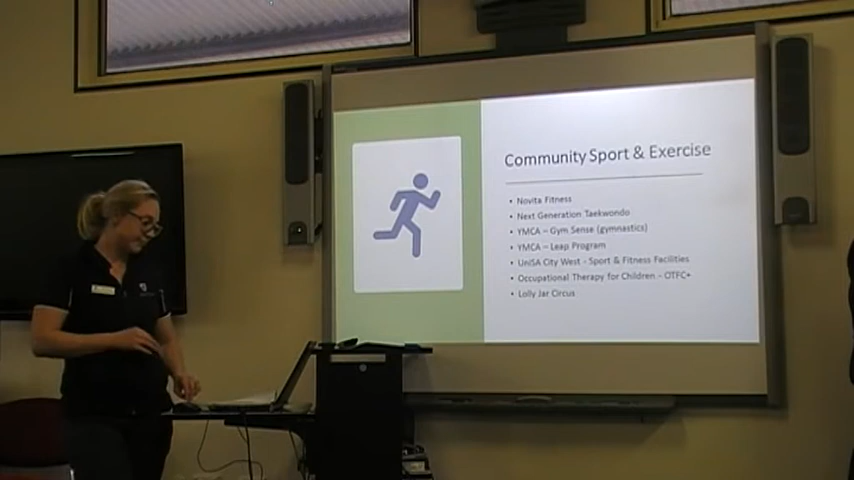 Community Sport & Exercise
• Novita Fitness
• Next Generation Taekwondo
• YMCA – Gym Sense (gymnastics)
• YMCA – Leap Program
• UniSA City West - Sport & Fitness Facilities
• Occupational Therapy for Children - OTFC+
• Lolly Jar Circus